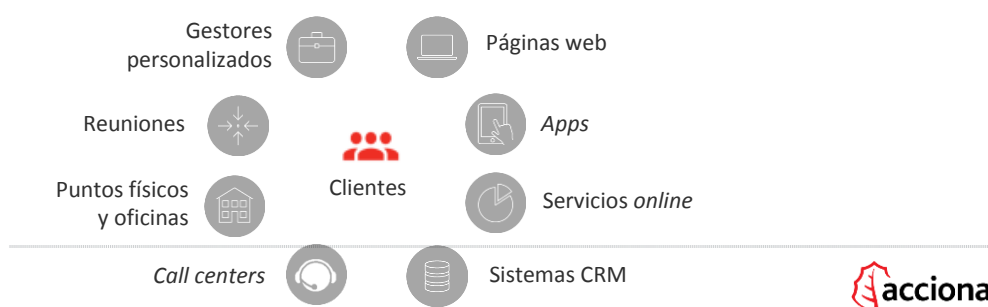 Gestores
personalizados
Páginas web
Reuniones
Apps
Puntos físicos
y oficinas
Clientes
Servicios online
Call centers
Sistemas CRM
acciona